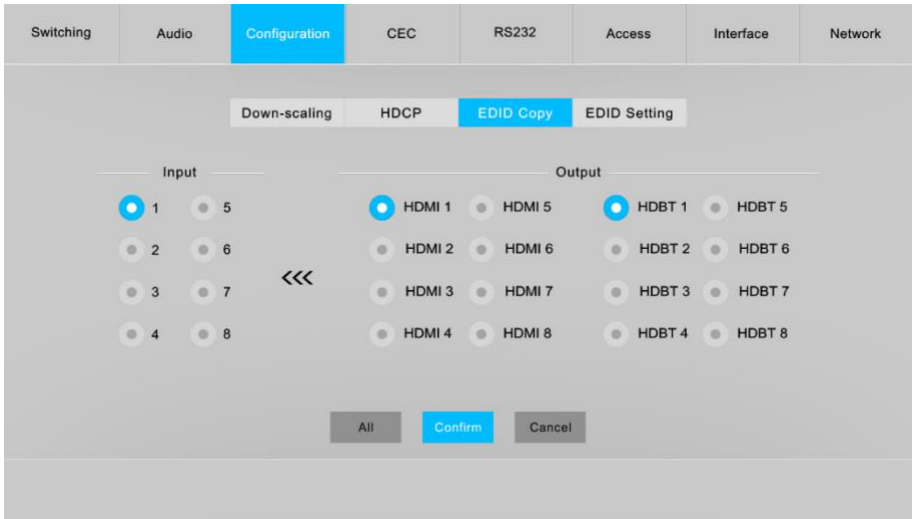 Switching Audio Configuration CEC RS232 Access Interface Network
Down-scaling HDCP EDID Copy EDID Setting
Input Output
1 5 HDMI 1 HDMI 5 HDBT 1 HDBT 5
2 6 HDMI 2 HDMI 6 HDBT 2 HDBT 6
<<<
3 7 HDMI 3 HDMI 7 HDBT 3 HDBT 7
4 8 HDMI 4 HDMI 8 HDBT 4 HDBT 8
All Confirm Cancel